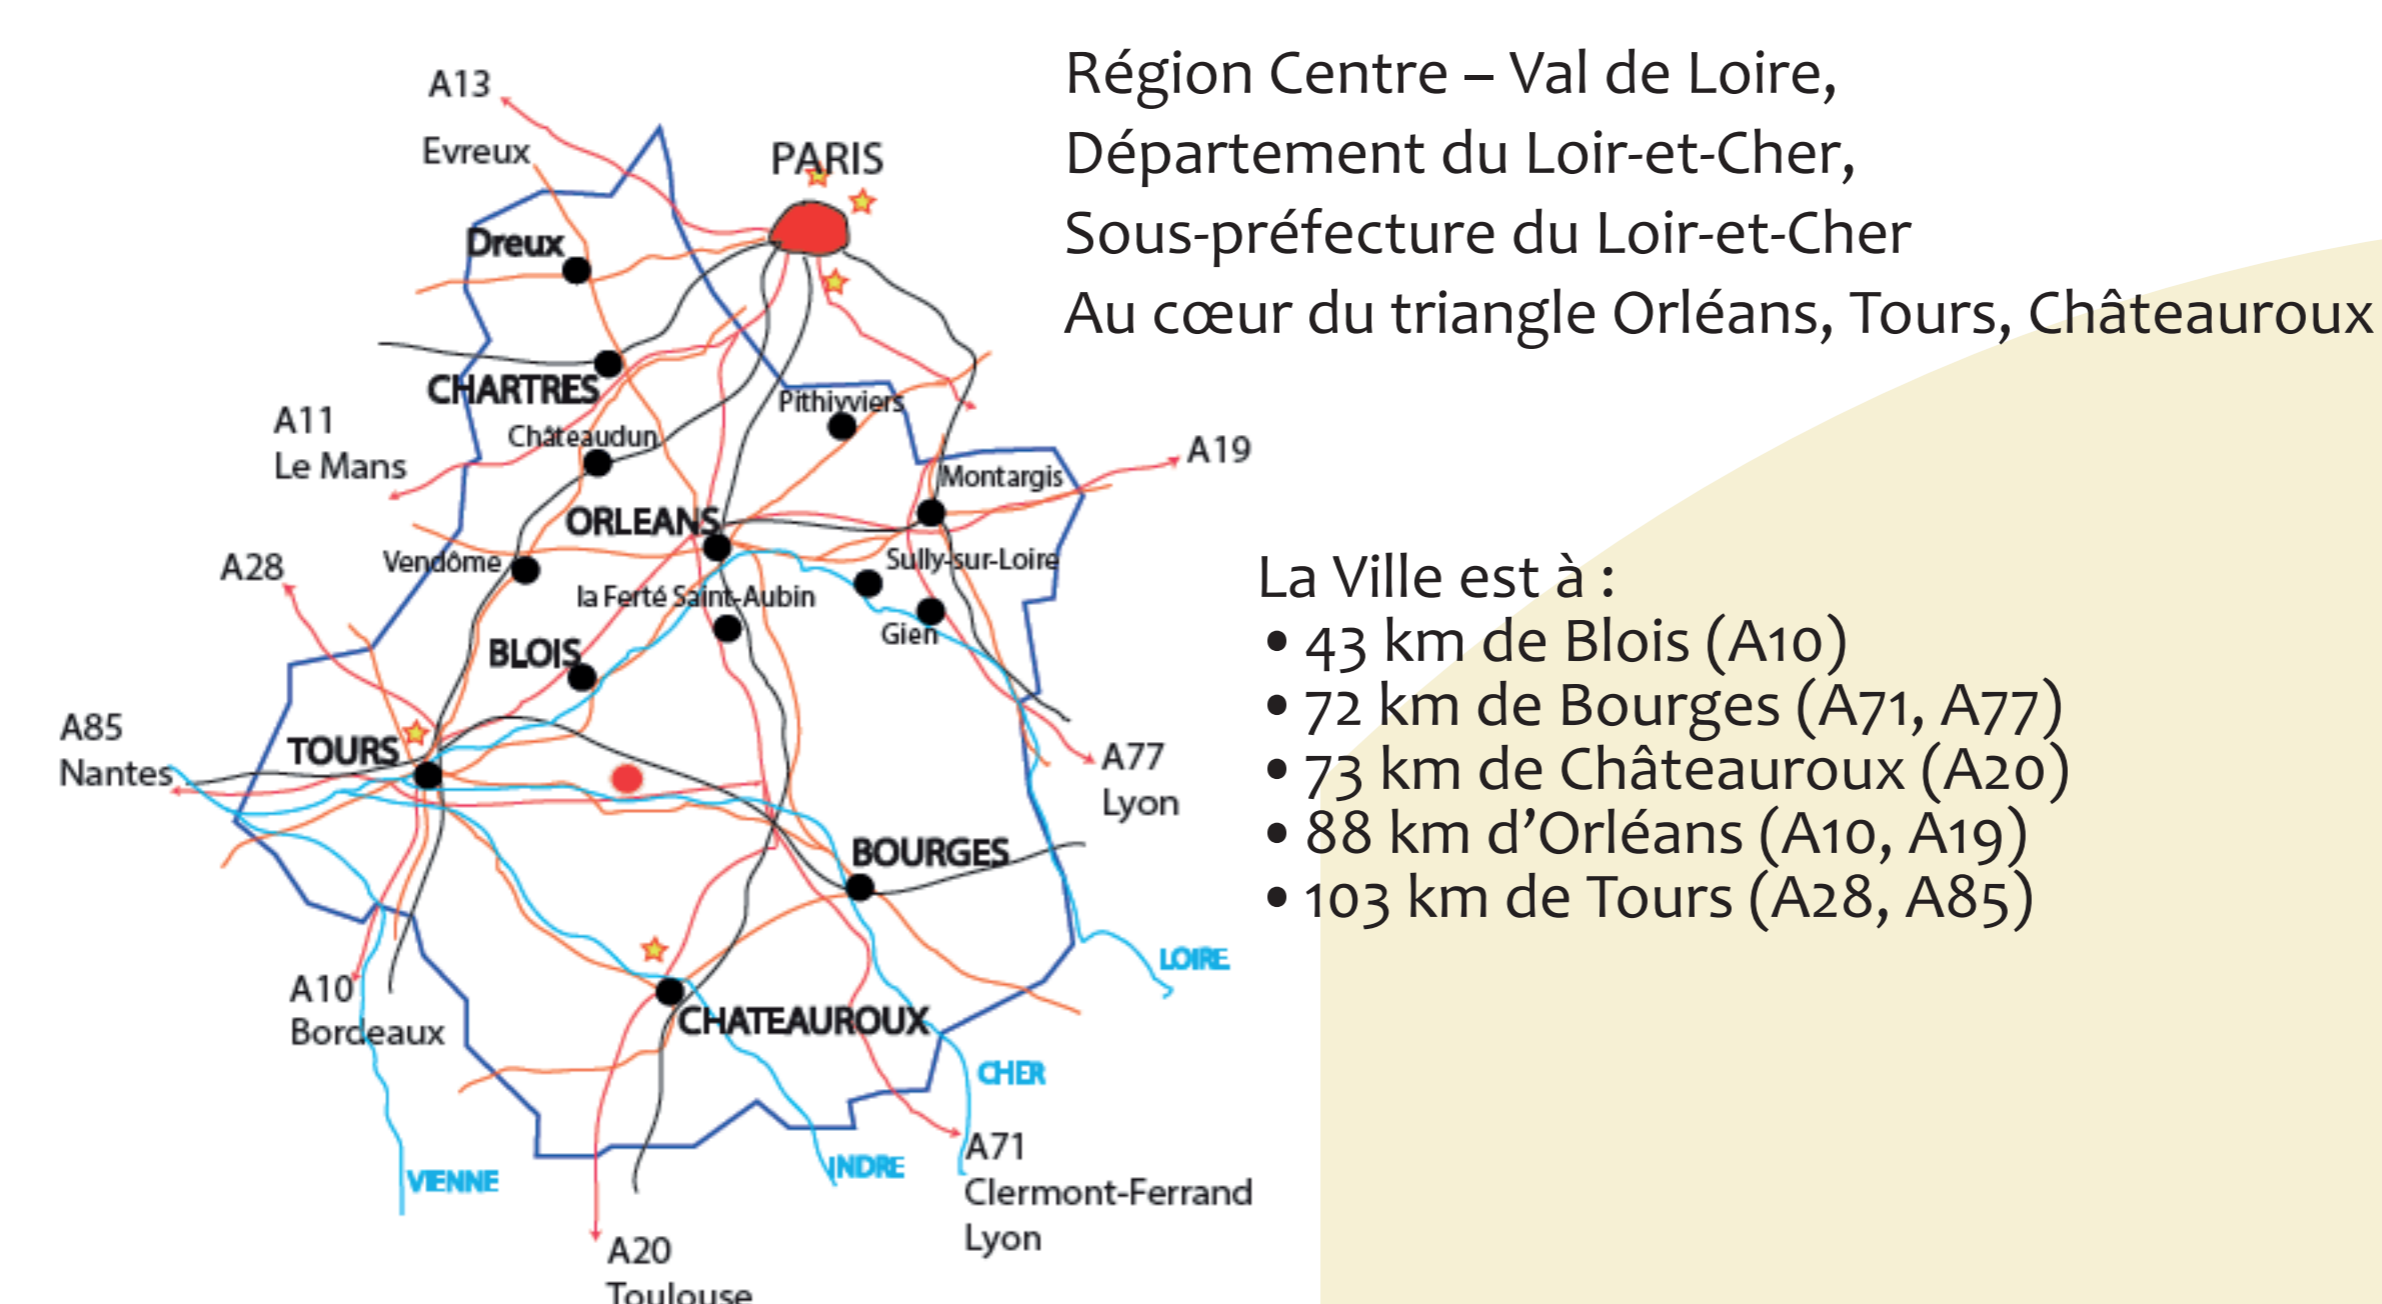 A13
Evreux
PARIS
Dreux
CHARTRES
A11
Le Mans
Châteaudun
Pithivviers
A19
Montargis
ORLEANS
A28
Vendôme
Sully-sur-Loire
la Ferté Saint-Aubin
Gien
BLOIS
A85
Nantes
TOURS
A77
Lyon
BOURGES
LOIRE
A10
Bordeaux
CHATEAUROUX
CHER
VIENNE
INDRE
A71
Clermont-Ferrand
Lyon
A20
Toulouse
Région Centre – Val de Loire,
Département du Loir-et-Cher,
Sous-préfecture du Loir-et-Cher
Au cœur du triangle Orléans, Tours, Châteauroux
La Ville est à :
• 43 km de Blois (A10)
• 72 km de Bourges (A71, A77)
• 73 km de Châteauroux (A20)
• 88 km d’Orléans (A10, A19)
• 103 km de Tours (A28, A85)